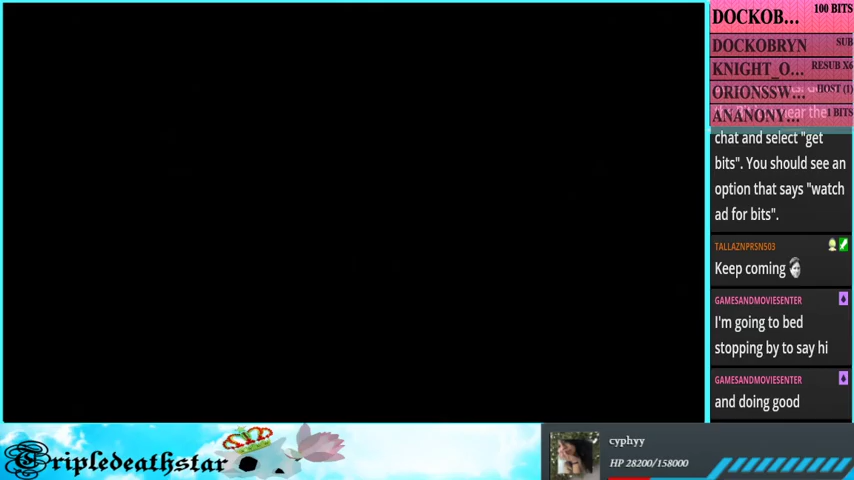 DOCKOB... 100 BITS
DOCKOBRYN SUB
KNIGHT_O... RESUB X6
ORIONSSW... HOST (1)
ANANONY... 1 BITS
near the
chat and select "get
bits". You should see an
option that says "watch
ad for bits".
TALLAZNPRSN503
Keep coming
GAMESANDMOVIESENTER
I'm going to bed
stopping by to say hi
GAMESANDMOVIESENTER
and doing good
Tripledeathstar
cyphyy
HP 28200/158000